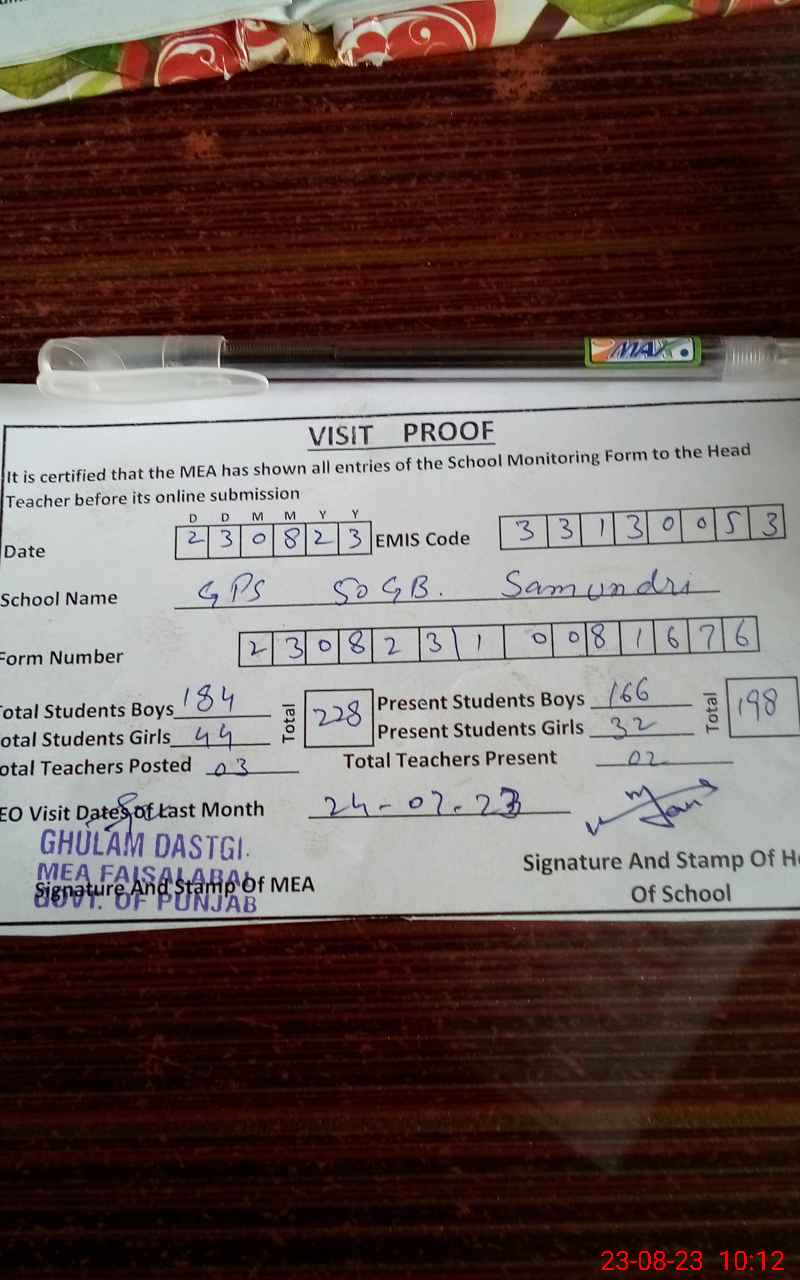 MAX
VISIT PROOF
It is certified that the MEA has shown all entries of the School Monitoring Form to the Head
Teacher before its online submission
D D M M Y Y
Date 2 3 0 8 2 3 EMIS Code 3 3 1 3 0 0 5 3
School Name GPS 50 GB. Samundri
Form Number 2 3 0 8 2 3 1 1 0 0 8 1 6 7 6
otal Students Boys 184 Total 228 Present Students Boys 166 Total 198
otal Students Girls 44 Present Students Girls 32
otal Teachers Posted 03 Total Teachers Present 02
EO Visit Dates of Last Month 24-07-23
GHULAM DASTGI.
MEA FAISALABAD
GOVT. OF PUNJAB
Signature And Stamp Of MEA
Signature And Stamp Of He
Of School
23-08-23 10:12